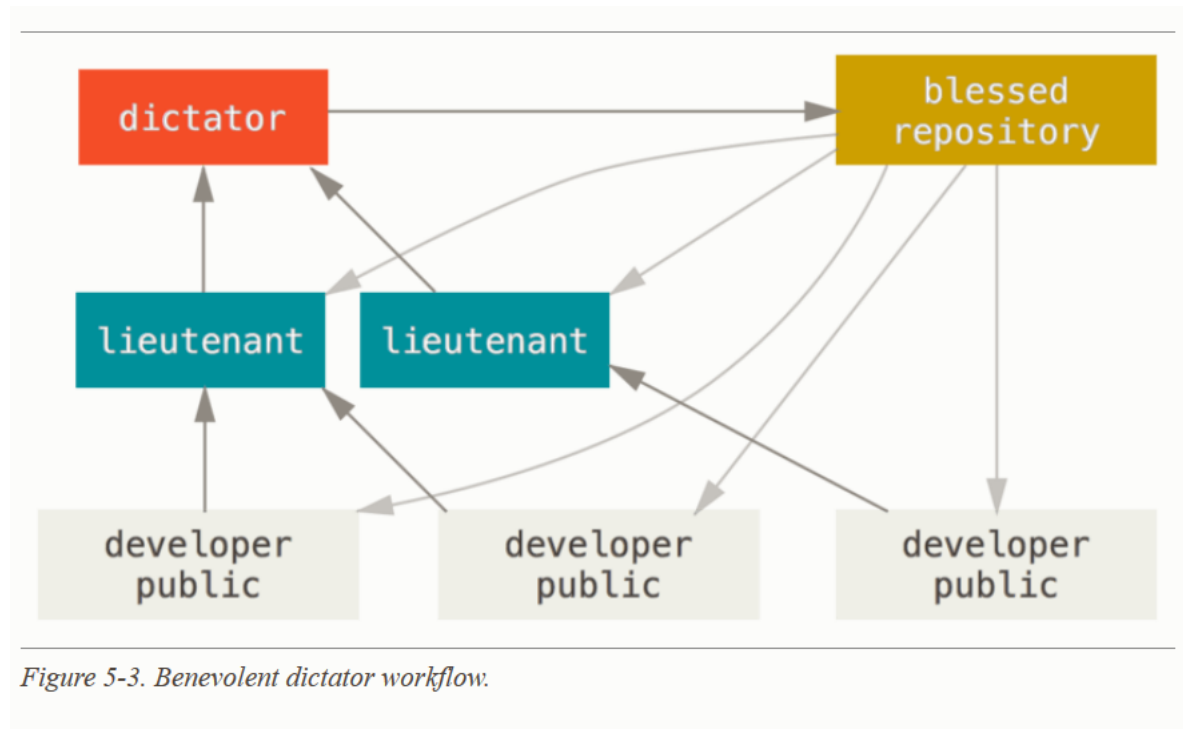 dictator
blessed
repository
lieutenant
lieutenant
developer
public
developer
public
developer
public
Figure 5-3. Benevolent dictator workflow.